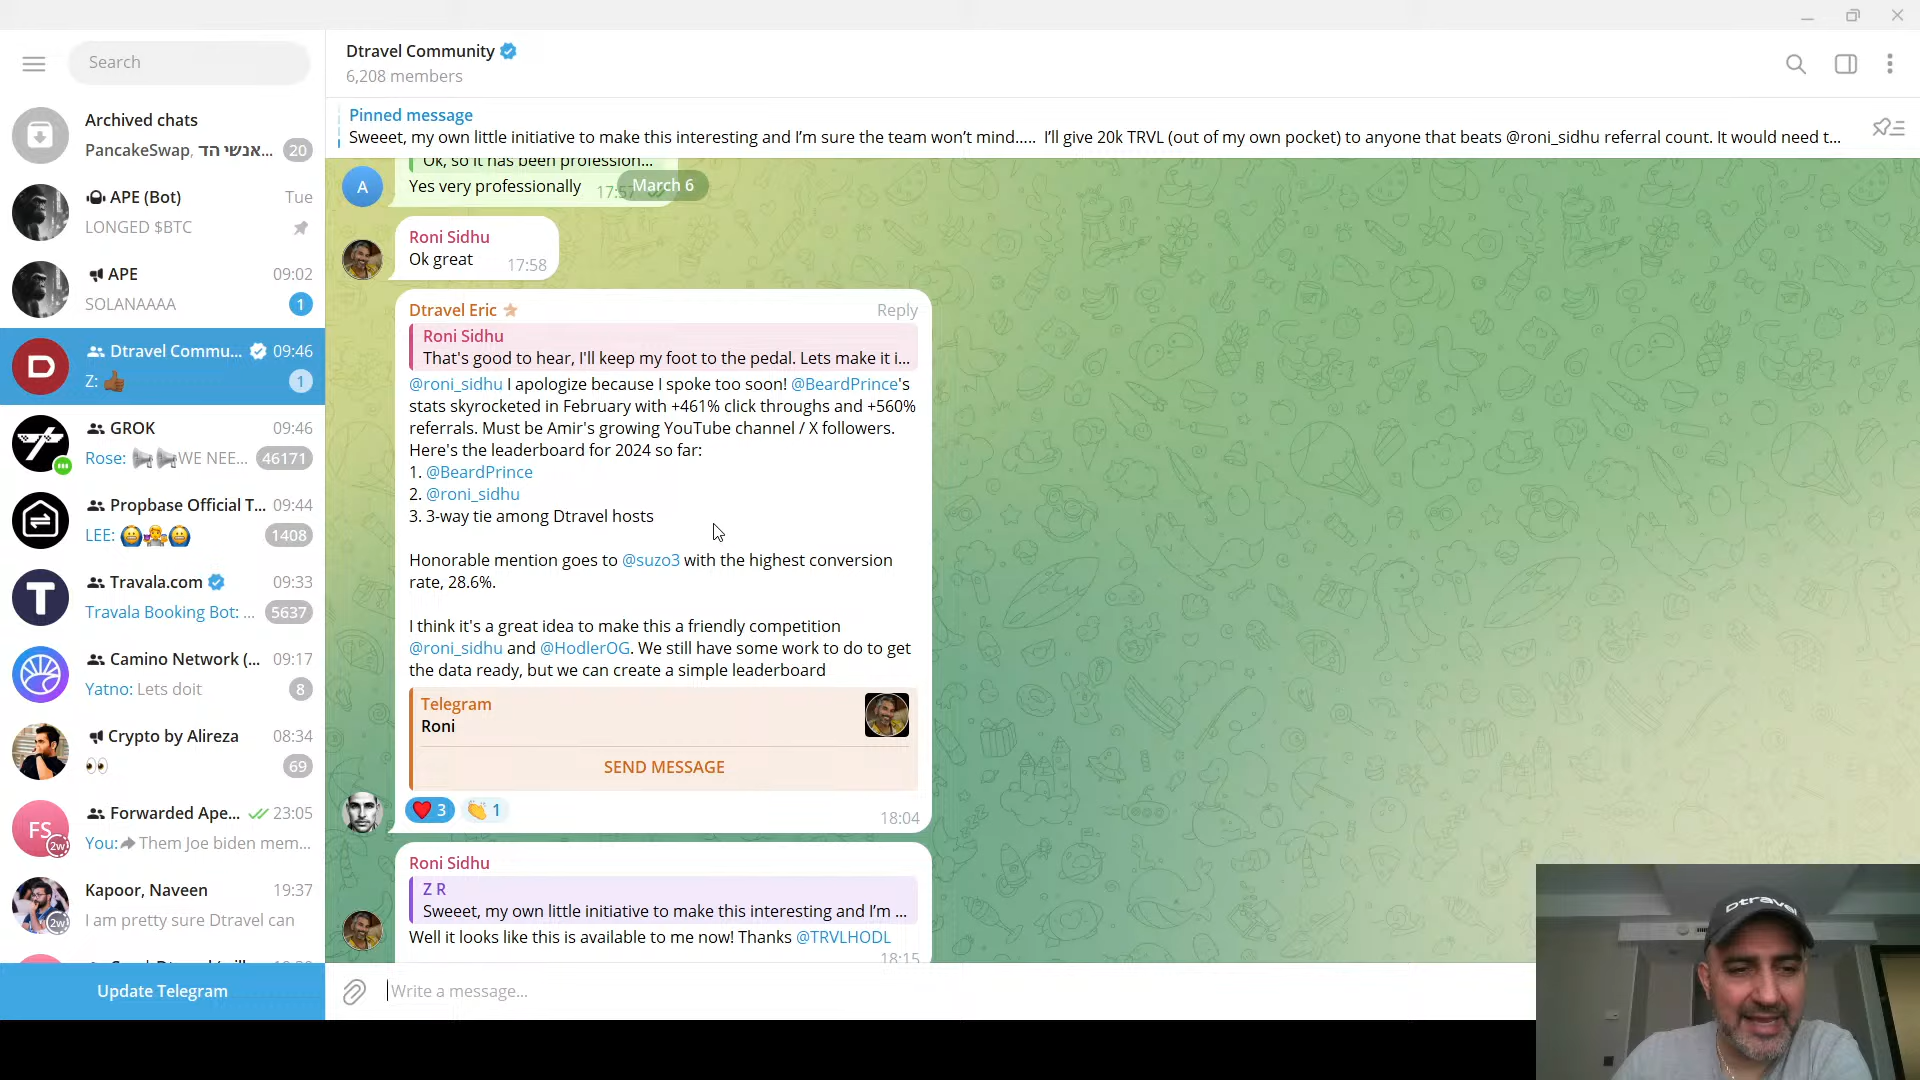 Search
Archived chats
PancakeSwap, אנשי הד...
20
APE (Bot)
Tue
LONGED $BTC
APE
09:02
SOLANAAAA
1
Dtravel Commu...
09:46
Z: 👍🏾
1
GROK
09:46
Rose: 📢📢WE NEE...
46171
Propbase Official T...
09:44
LEE:
1408
Travala.com
09:33
Travala Booking Bot: ...
5637
Camino Network (...
09:17
Yatno: Lets doit
8
Crypto by Alireza
08:34
👀
69
FS
2w
Forwarded Ape...
23:05
You: Them Joe biden mem...
2w
Kapoor, Naveen
19:37
I am pretty sure Dtravel can
Update Telegram
Dtravel Community
6,208 members
Pinned message
Sweeet, my own little initiative to make this interesting and I'm sure the team won't mind..... I'll give 20k TRVL (out of my own pocket) to anyone that beats @roni_sidhu referral count. It would need t...
Ok, so it has been profession...
A
Yes very professionally
March 6
Roni Sidhu
Ok great
17:58
Dtravel Eric
Reply
Roni Sidhu
That's good to hear, I'll keep my foot to the pedal. Lets make it i...
@roni_sidhu I apologize because I spoke too soon! @BeardPrince's
stats skyrocketed in February with +461% click throughs and +560%
referrals. Must be Amir's growing YouTube channel / X followers.
Here's the leaderboard for 2024 so far:
1. @BeardPrince
2. @roni_sidhu
3. 3-way tie among Dtravel hosts
Honorable mention goes to @suzo3 with the highest conversion
rate, 28.6%.
I think it's a great idea to make this a friendly competition
@roni_sidhu and @HodlerOG. We still have some work to do to get
the data ready, but we can create a simple leaderboard
Telegram
Roni
SEND MESSAGE
❤️ 3 👏 1
18:04
Roni Sidhu
Z R
Sweeet, my own little initiative to make this interesting and I'm ...
Well it looks like this is available to me now! Thanks @TRVLHODL
18:15
Write a message...
Dtravel